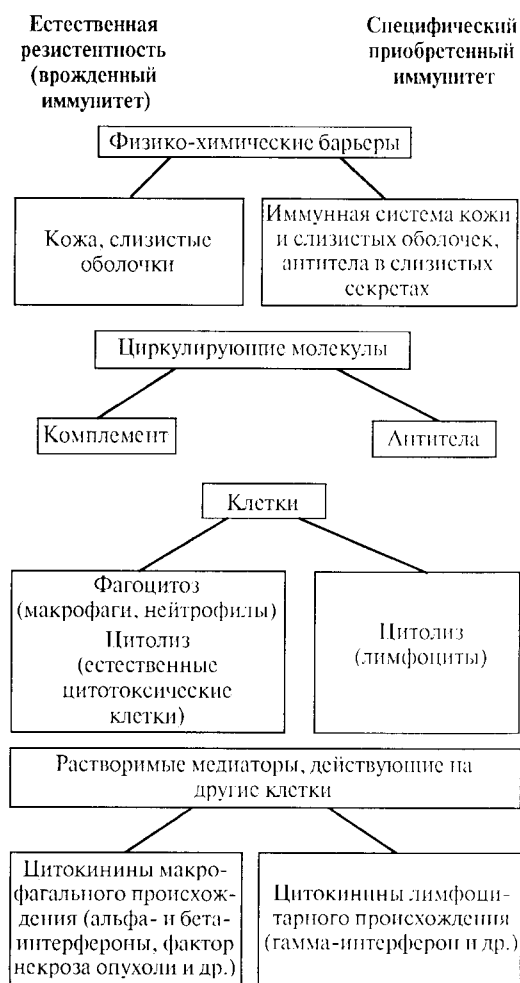 Естественная
резистентность
(врожденный
иммунитет)
Специфический
приобретенный
иммунитет
Физико-химические барьеры
Кожа, слизистые
оболочки
Иммунная система кожи
и слизистых оболочек,
антитела в слизистых
секретах
Циркулирующие молекулы
Комплемент
Антитела
Клетки
Фагоцитоз
(макрофаги, нейтрофилы)
Цитолиз
(естественные
цитотоксические
клетки)
Цитолиз
(лимфоциты)
Растворимые медиаторы, действующие на
другие клетки
Цитокинины макро-
фагального происхож-
дения (альфа- и бета-
интерфероны, фактор
некроза опухоли и др.)
Цитокинины лимфоци-
тарного происхождения
(гамма-интерферон и др.)